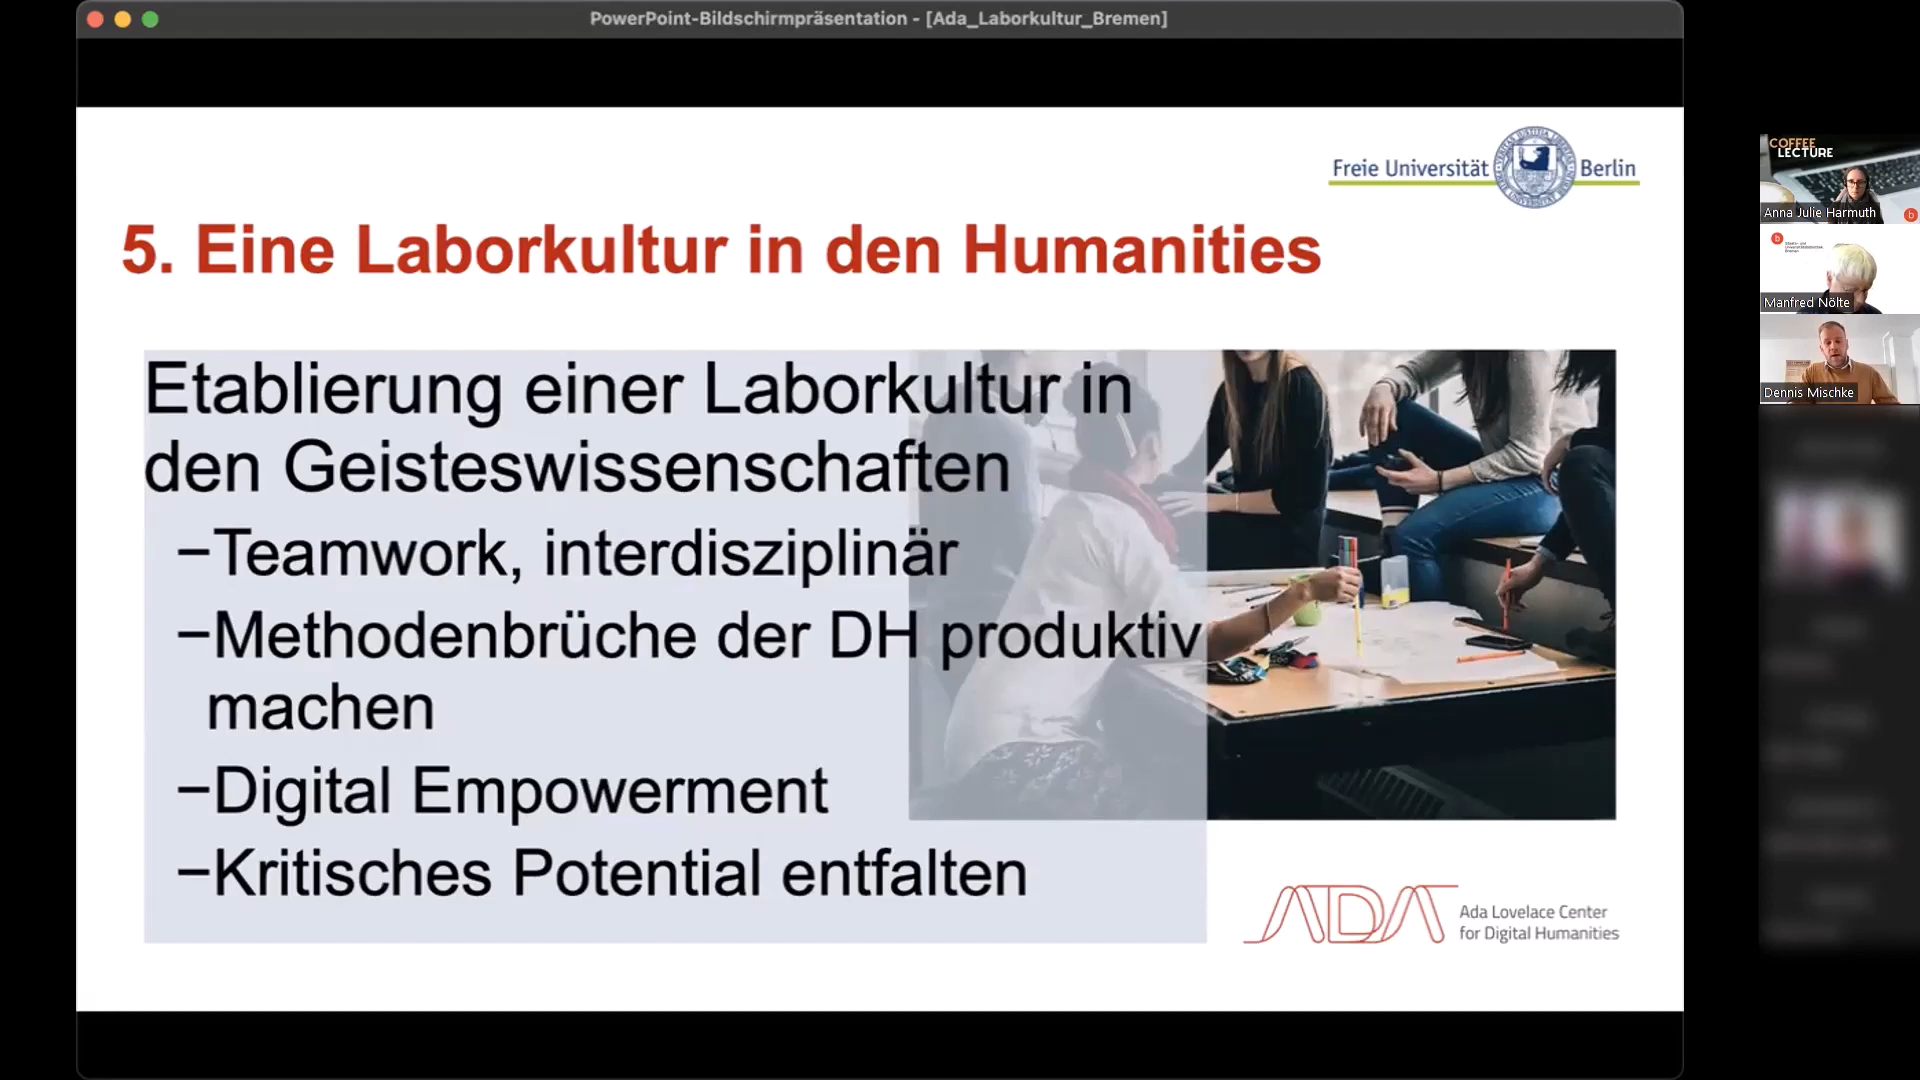 PowerPoint-Bildschirmpräsentation - [Ada_Laborkultur_Bremen]
Freie Universität Berlin
5. Eine Laborkultur in den Humanities
Etablierung einer Laborkultur in
den Geisteswissenschaften
–Teamwork, interdisziplinär
–Methodenbrüche der DH produktiv
machen
–Digital Empowerment
–Kritisches Potential entfalten
ADA
Ada Lovelace Center
for Digital Humanities
COFFEE
LECTURE
Anna Julie Harmuth
b
b
Manfred Nölte
Dennis Mischke